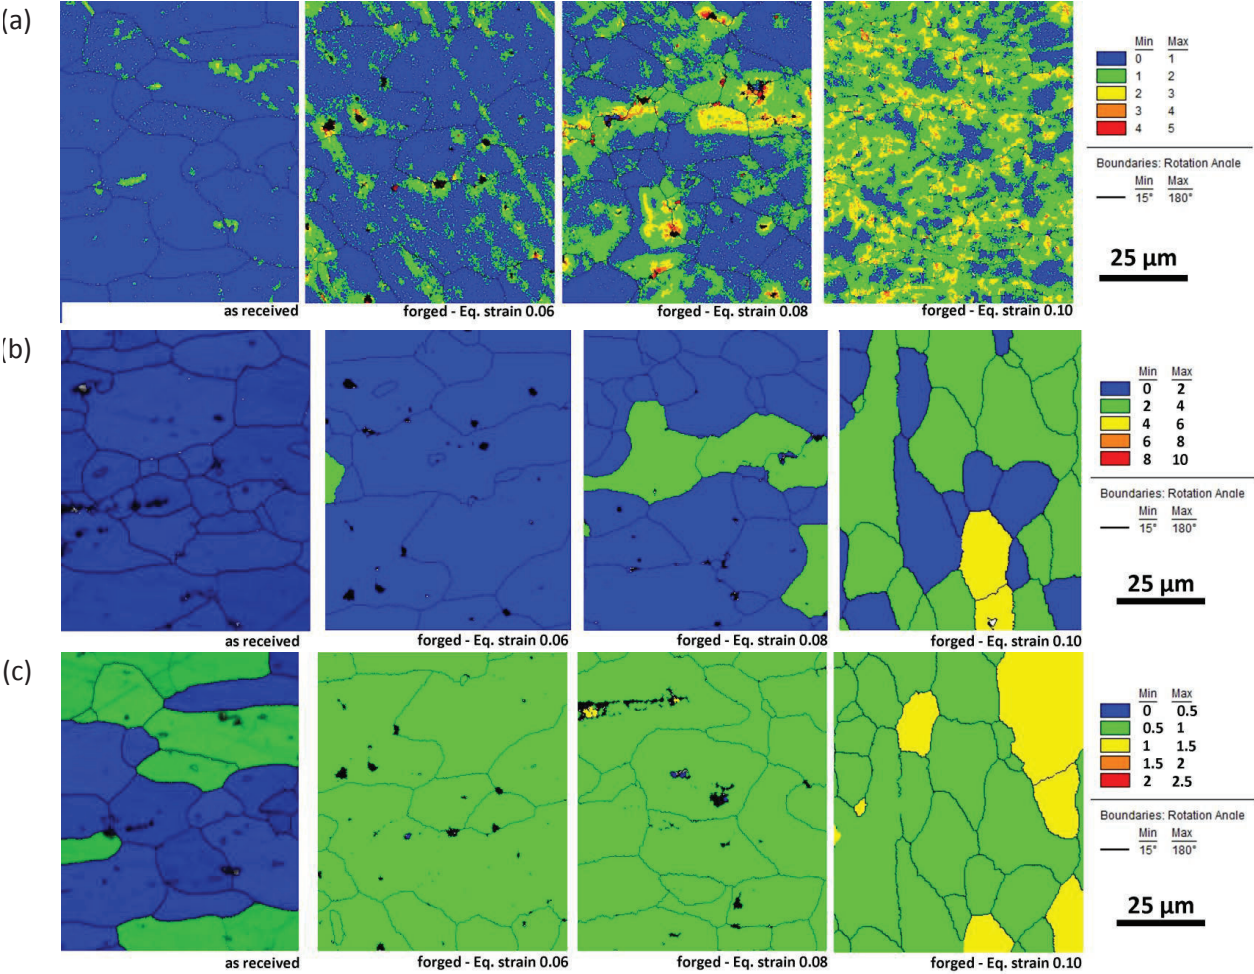 (a)
Min Max
0 1
1 2
2 3
3 4
4 5
Boundaries: Rotation Angle
Min Max
15° 180°
25 µm
as received
forged - Eq. strain 0.06
forged - Eq. strain 0.08
forged - Eq. strain 0.10
(b)
Min Max
0 2
2 4
4 6
6 8
8 10
Boundaries: Rotation Angle
Min Max
15° 180°
25 µm
as received
forged - Eq. strain 0.06
forged - Eq. strain 0.08
forged - Eq. strain 0.10
(c)
Min Max
0 0.5
0.5 1
1 1.5
1.5 2
2 2.5
Boundaries: Rotation Angle
Min Max
15° 180°
25 µm
as received
forged - Eq. strain 0.06
forged - Eq. strain 0.08
forged - Eq. strain 0.10